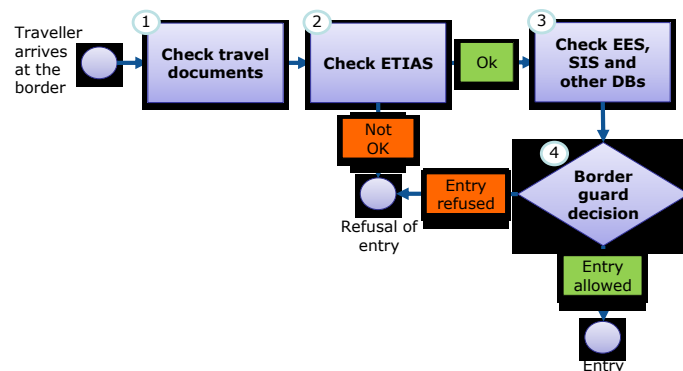 Traveller
arrives
at the
border
1
Check travel
documents
2
Check ETIAS
Ok
3
Check EES,
SIS and
other DBs
Not
OK
4
Border
guard
decision
Entry
refused
Refusal of
entry
Entry
allowed
Entry